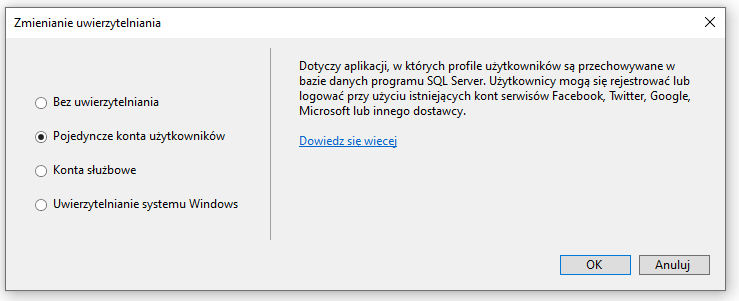 Zmienianie uwierzytelniania
Bez uwierzytelniania
Pojedyncze konta użytkowników
Konta służbowe
Uwierzytelnianie systemu Windows
Dotyczy aplikacji, w których profile użytkowników są przechowywane w
bazie danych programu SQL Server. Użytkownicy mogą się rejestrować lub
logować przy użyciu istniejących kont serwisów Facebook, Twitter, Google,
Microsoft lub innego dostawcy.
Dowiedz się więcej
OK
Anuluj